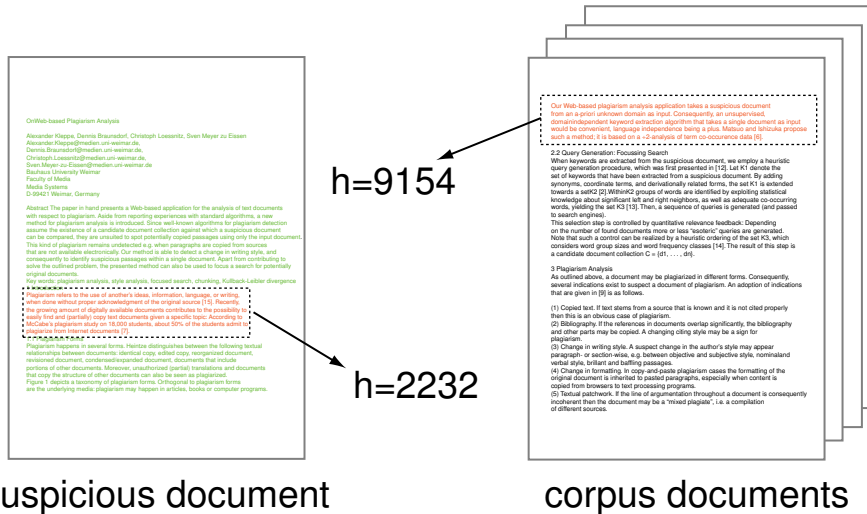 OnWeb-based Plagiarism Analysis
Alexander Kleppe, Dennis Braunsdorf, Christoph Loessnitz, Sven Meyer zu Eissen
Alexander.Kleppe@medien.uni-weimar.de,
Dennis.Braunsdorf@medien.uni-weimar.de,
Christoph.Loessnitz@medien.uni-weimar.de,
Sven.Meyer-zu-Eissen@medien.uni-weimar.de
Bauhaus University Weimar
Faculty of Media
Media Systems
D-99421 Weimar, Germany
Abstract The paper in hand presents a Web-based application for the analysis of text documents
with respect to plagiarism. Aside from reporting experiences with standard algorithms, a new
method for plagiarism analysis is introduced. Since well-known algorithms for plagiarism detection
assume the existence of a candidate document collection against which a suspicious document
can be compared, they are unsuited to spot potentially copied passages using only the input document.
This kind of plagiarism remains undetected e.g. when paragraphs are copied from sources
that are not available electronically. Our method is able to detect a change in writing style, and
consequently to identify suspicious passages within a single document. Apart from contributing to
solve the outlined problem, the presented method can also be used to focus a search for potentially
original documents.
Key words: plagiarism analysis, style analysis, focused search, chunking, Kullback-Leibler divergence
Plagiarism refers to the use of another's ideas, information, language, or writing,
when done without proper acknowledgment of the original source [15]. Recently,
the growing amount of digitally available documents contributes to the possibility to
easily find and (partially) copy text documents given a specific topic: According to
McCabe's plagiarism study on 18,000 students, about 50% of the students admit to
plagiarize from Internet documents [7].
Plagiarism happens in several forms. Heintze distinguishes between the following textual
relationships between documents: identical copy, edited copy, reorganized document,
revisioned document, condensed/expanded document, documents that include
portions of other documents. Moreover, unauthorized (partial) translations and documents
that copy the structure of other documents can also be seen as plagiarized.
Figure 1 depicts a taxonomy of plagiarism forms. Orthogonal to plagiarism forms
are the underlying media: plagiarism may happen in articles, books or computer programs.
uspicious document
h=9154
h=2232
Our Web-based plagiarism analysis application takes a suspicious document
from an a-priori unknown domain as input. Consequently, an unsupervised,
domainindependent keyword extraction algorithm that takes a single document as input
would be convenient, language independence being a plus. Matsuo and Ishizuka propose
such a method; it is based on a ÷2-analysis of term co-occurence data [6].
2.2 Query Generation: Focussing Search
When keywords are extracted from the suspicious document, we employ a heuristic
query generation procedure, which was first presented in [12]. Let K1 denote the
set of keywords that have been extracted from a suspicious document. By adding
synonyms, coordinate terms, and derivationally related forms, the set K1 is extended
towards a setK2 [2].WithinK2 groups of words are identified by exploiting statistical
knowledge about significant left and right neighbors, as well as adequate co-occurring
words, yielding the set K3 [13]. Then, a sequence of queries is generated (and passed
to search engines).
This selection step is controlled by quantitative relevance feedback: Depending
on the number of found documents more or less "esoteric" queries are generated.
Note that such a control can be realized by a heuristic ordering of the set K3, which
considers word group sizes and word frequency classes [14]. The result of this step is
a candidate document collection C = {d1, . . . , dn}.
3 Plagiarism Analysis
As outlined above, a document may be plagiarized in different forms. Consequently,
several indications exist to suspect a document of plagiarism. An adoption of indications
that are given in [9] is as follows.
(1) Copied text. If text stems from a source that is known and it is not cited properly
then this is an obvious case of plagiarism.
(2) Bibliography. If the references in documents overlap significantly, the bibliography
and other parts may be copied. A changing citing style may be a sign for
plagiarism.
(3) Change in writing style. A suspect change in the author's style may appear
paragraph- or section-wise, e.g. between objective and subjective style, nominaland
verbal style, brilliant and baffling passages.
(4) Change in formatting. In copy-and-paste plagiarism cases the formatting of the
original document is inherited to pasted paragraphs, especially when content is
copied from browsers to text processing programs.
(5) Textual patchwork. If the line of argumentation throughout a document is consequently
incoherent then the document may be a "mixed plagiate", i.e. a compilation
of different sources.
corpus documents